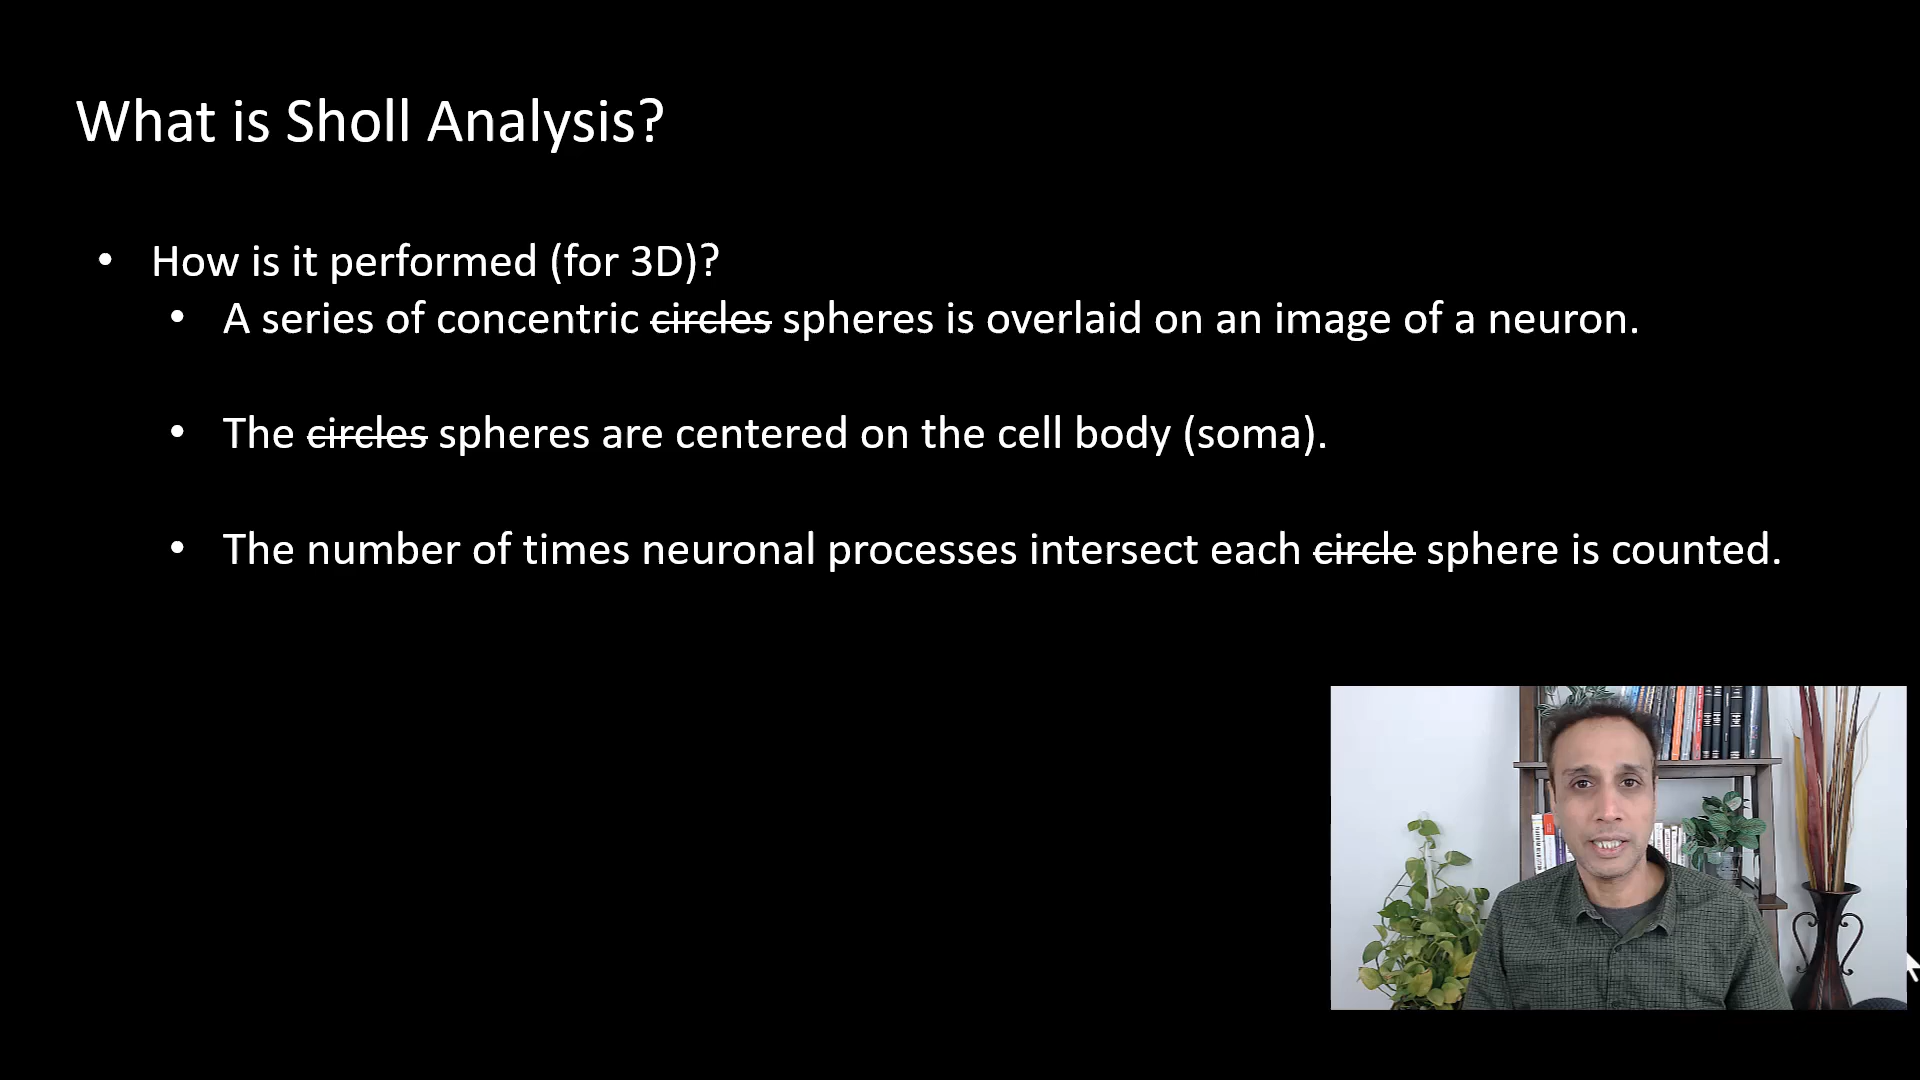 What is Sholl Analysis?
• How is it performed (for 3D)?
• A series of concentric circles spheres is overlaid on an image of a neuron.
• The circles spheres are centered on the cell body (soma).
• The number of times neuronal processes intersect each circle sphere is counted.